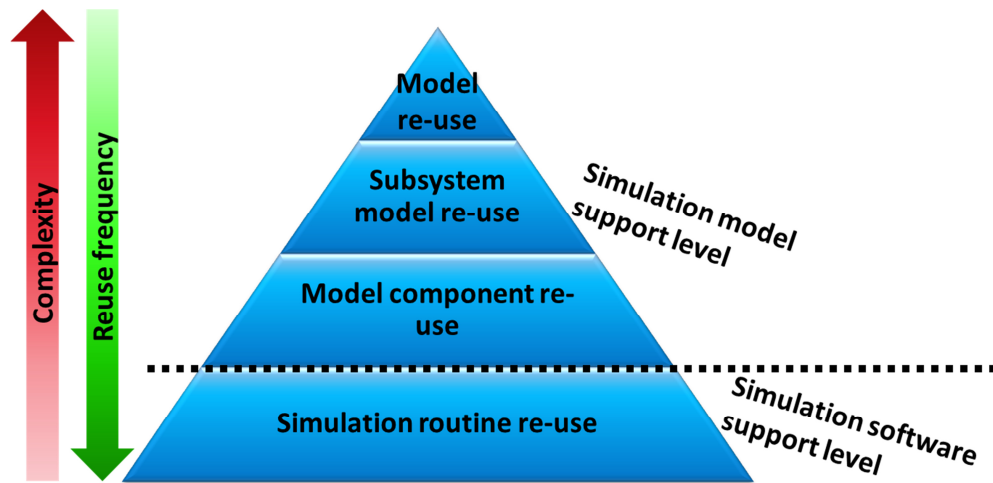 Complexity
Reuse frequency
Model
re-use
Subsystem
model re-use
Model component re-
use
Simulation routine re-use
Simulation model
support level
Simulation software
support level